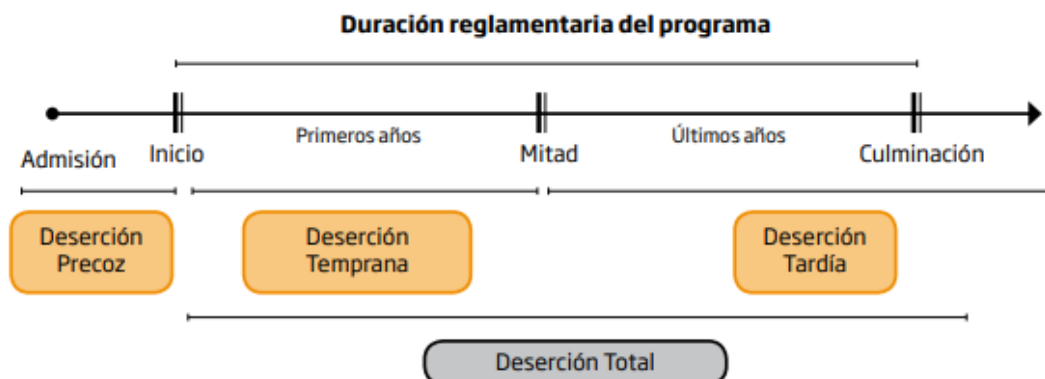 Duración reglamentaria del programa
Primeros años
Últimos años
Admisión
Inicio
Mitad
Culminación
Deserción
Precoz
Deserción
Temprana
Deserción
Tardía
Deserción Total